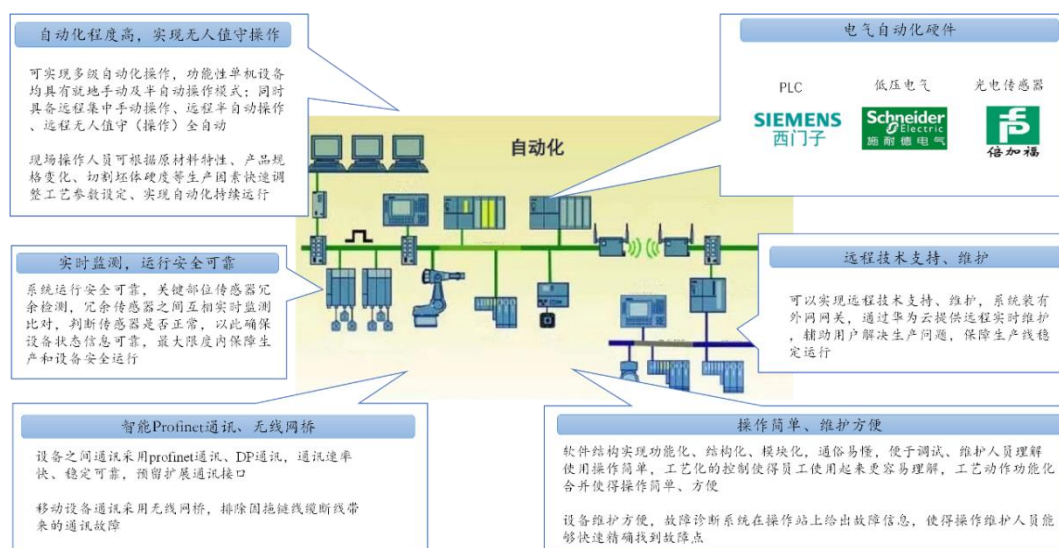 自动化程度高，实现无人值守操作
可实现多级自动化操作，功能性单机设备
均具有就地手动及半自动操作模式；同时
具备远程集中手动操作、远程半自动操作
、远程无人值守（操作）全自动
现场操作人员可根据原材料特性、产品规
格变化、切割坯体硬度等生产因素快速调
整工艺参数设定、实现自动化持续运行
电气自动化硬件
PLC
低压电气
光电传感器
SIEMENS
西门子
Schneider
Electric
施耐德电气
倍加福
自动化
实时监测，运行安全可靠
系统运行安全可靠，关键部位传感器冗
余检测，冗余传感器之间互相实时监测
比对，判断传感器是否正常，以此确保
设备状态信息可靠，最大限度内保障生
产和设备安全运行
远程技术支持、维护
可以实现远程技术支持、维护，系统装有
外网网关，通过华为云提供远程实时维护
，辅助用户解决生产问题，保障生产线稳
定运行
智能Profinet通讯、无线网桥
设备之间通讯采用profinet通讯、DP通讯，通讯速率
快、稳定可靠，预留扩展通讯接口
移动设备通讯采用无线网桥，排除因拖链线缆断线带
来的通讯故障
操作简单、维护方便
软件结构实现功能化、结构化、模块化，通俗易懂，便于调试、维护人员理解
使用操作简单，工艺化的控制使得员工使用起来更容易理解，工艺动作功能化
合并使得操作简单、方便
设备维护方便，故障诊断系统在操作站上给出故障信息，使得操作维护人员能
够快速精确找到故障点